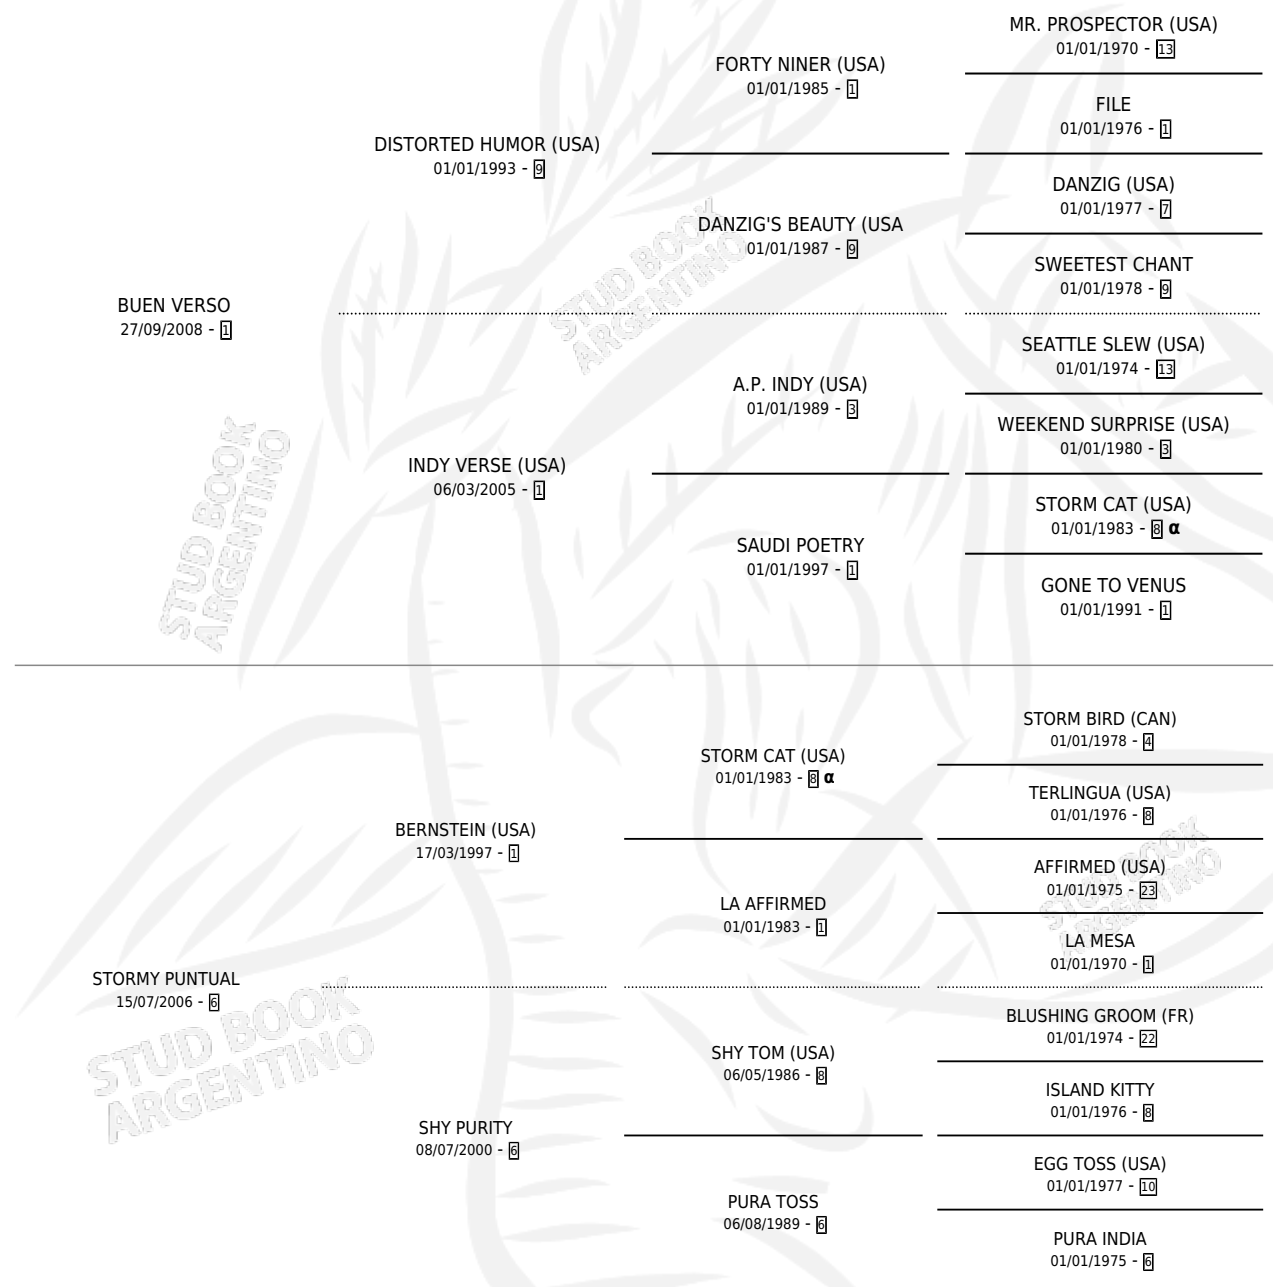 MR. PROSPECTOR (USA)
01/01/1970 - 13
FORTY NINER (USA)
01/01/1985 - 1
FILE
01/01/1976 - 1
DISTORTED HUMOR (USA)
01/01/1993 - 9
DANZIG (USA)
01/01/1977 - 7
DANZIG'S BEAUTY (USA
01/01/1987 - 9
SWEETEST CHANT
01/01/1978 - 9
BUEN VERSO
27/09/2008 - 1
SEATTLE SLEW (USA)
01/01/1974 - 13
A.P. INDY (USA)
01/01/1989 - 3
WEEKEND SURPRISE (USA)
01/01/1980 - 3
INDY VERSE (USA)
06/03/2005 - 1
STORM CAT (USA)
01/01/1983 - 8 α
SAUDI POETRY
01/01/1997 - 1
GONE TO VENUS
01/01/1991 - 1
STORM BIRD (CAN)
01/01/1978 - 4
STORM CAT (USA)
01/01/1983 - 8 α
TERLINGUA (USA)
01/01/1976 - 8
BERNSTEIN (USA)
17/03/1997 - 1
AFFIRMED (USA)
01/01/1975 - 23
LA AFFIRMED
01/01/1983 - 1
LA MESA
01/01/1970 - 1
STORMY PUNTUAL
15/07/2006 - 6
BLUSHING GROOM (FR)
01/01/1974 - 22
SHY TOM (USA)
06/05/1986 - 8
ISLAND KITTY
01/01/1976 - 8
SHY PURITY
08/07/2000 - 6
EGG TOSS (USA)
01/01/1977 - 10
PURA TOSS
06/08/1989 - 6
PURA INDIA
01/01/1975 - 6
STUD BOOK
ARGENTINO
STUD BOOK
ARGENTINO
STUD BOOK
ARGENTINO
STUD BOOK
ARGENTINO